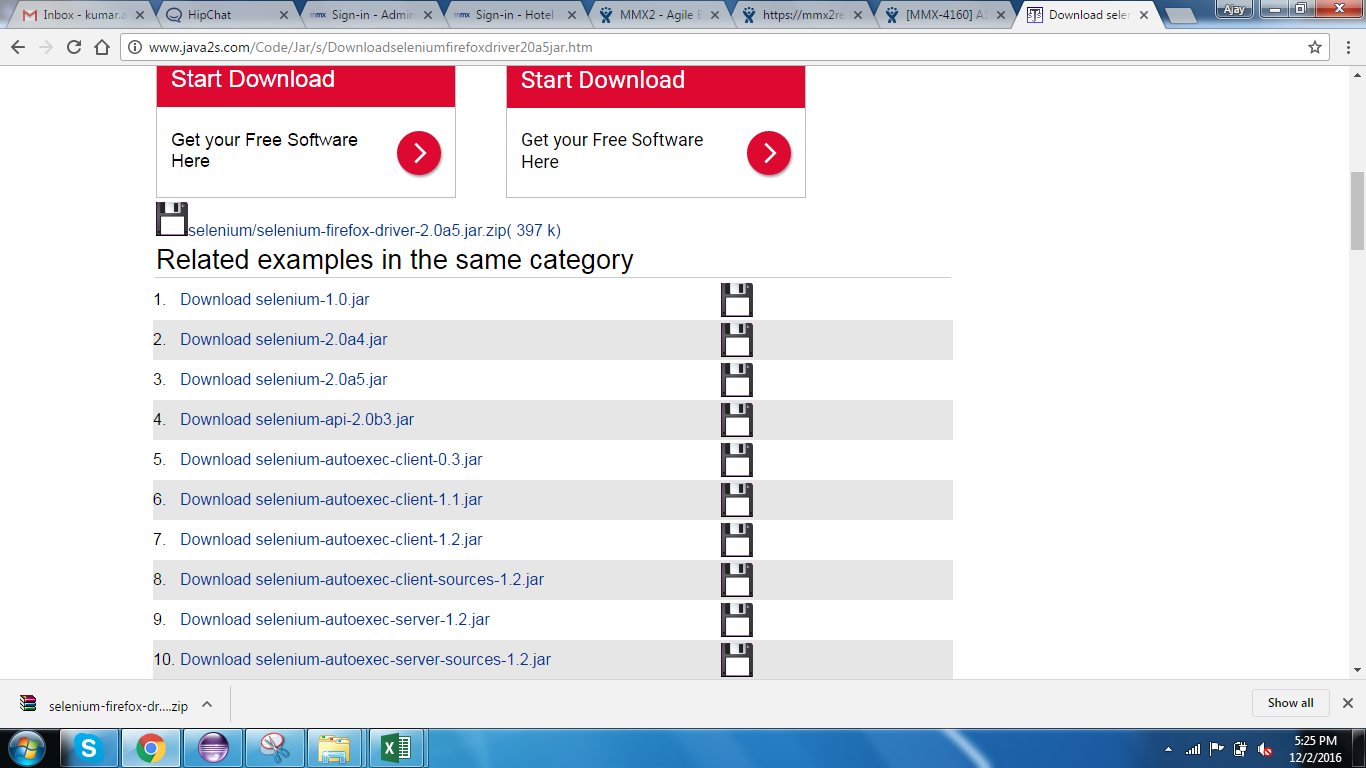 Inbox - kumar.a
HipChat
Sign-in - Admin
Sign-in - Hotel
MMX2 - Agile B
https://mmx2re
[MMX-4160] A
Download selen
Ajay
www.java2s.com/Code/Jar/s/Downloadseleniumfirefoxdriver20a5jar.htm
Start Download
Get your Free Software
Here
Start Download
Get your Free Software
Here
selenium/selenium-firefox-driver-2.0a5.jar.zip( 397 k)
Related examples in the same category
1. Download selenium-1.0.jar
2. Download selenium-2.0a4.jar
3. Download selenium-2.0a5.jar
4. Download selenium-api-2.0b3.jar
5. Download selenium-autoexec-client-0.3.jar
6. Download selenium-autoexec-client-1.1.jar
7. Download selenium-autoexec-client-1.2.jar
8. Download selenium-autoexec-client-sources-1.2.jar
9. Download selenium-autoexec-server-1.2.jar
10. Download selenium-autoexec-server-sources-1.2.jar
selenium-firefox-dr....zip
Show all
5:25 PM
12/2/2016